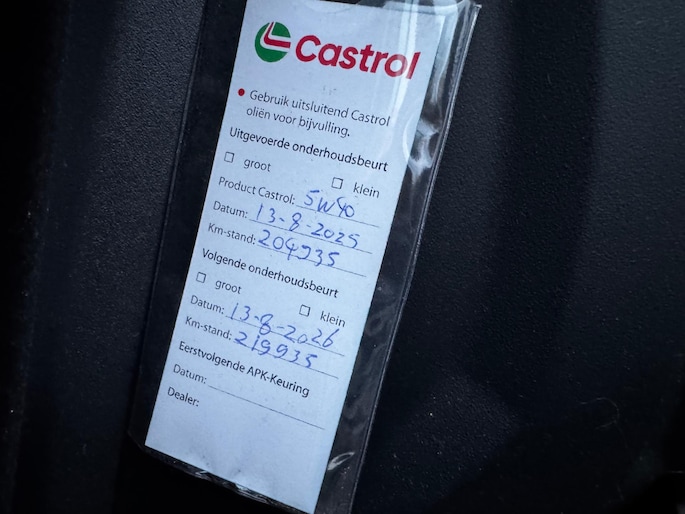 Castrol
• Gebruik uitsluitend Castrol
oliën voor bijvulling.
Uitgevoerde onderhoudsbeurt
☐ groot ☐ klein
Product Castrol: 5W40
Datum: 13-8-2025
Km-stand: 204935
Volgende onderhoudsbeurt
☐ groot ☐ klein
Datum: 13-8-2026
Km-stand: 219935
Eerstvolgende APK-Keuring
Datum:
Dealer: